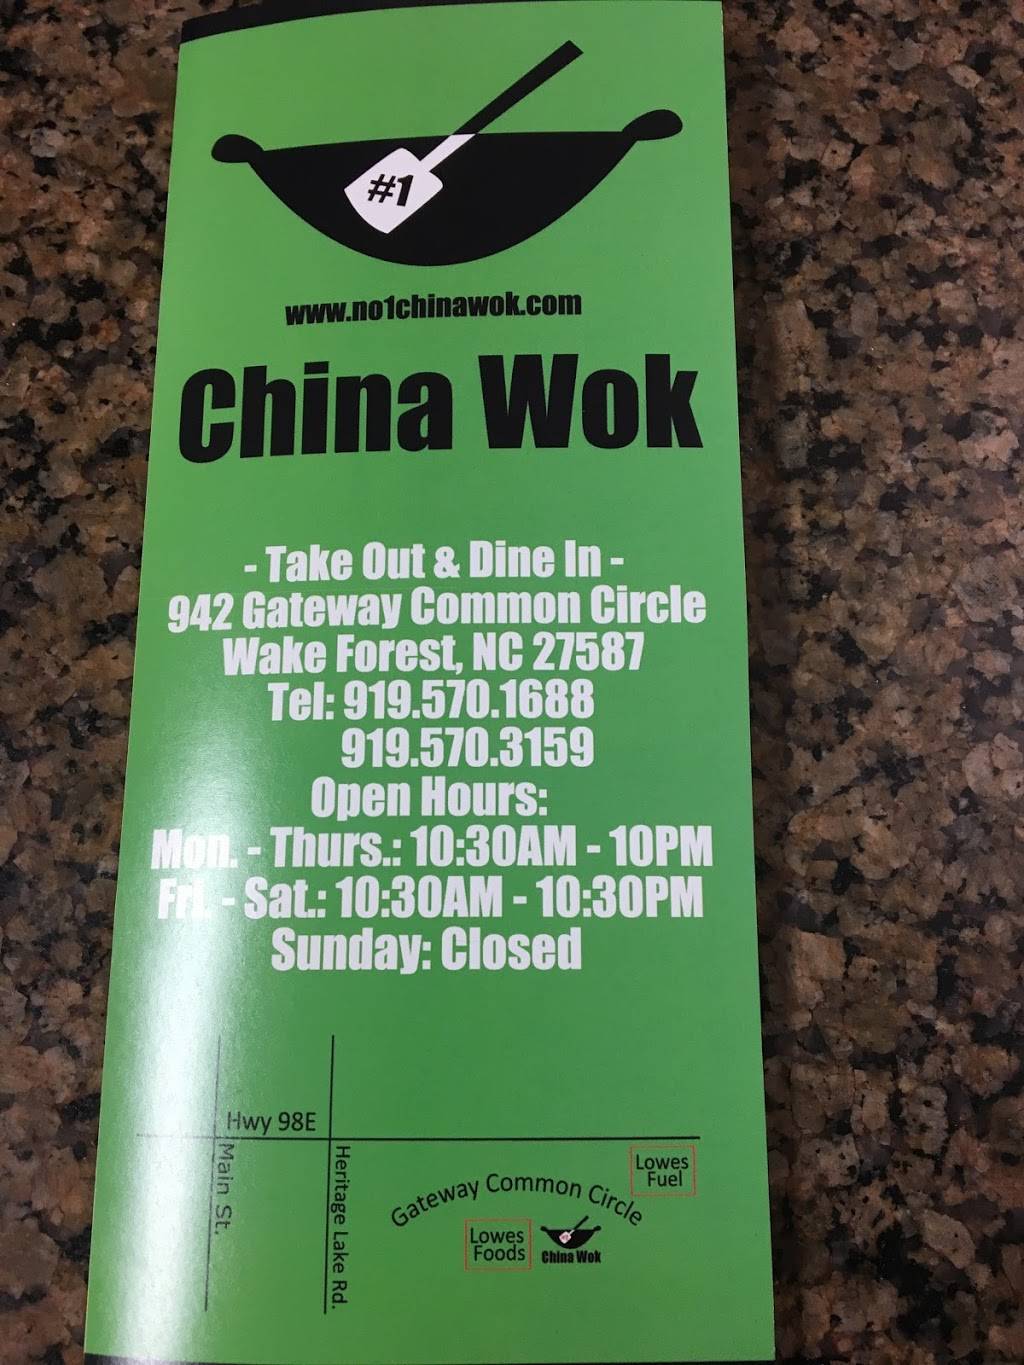 #1
www.no1chinawok.com
China Wok
- Take Out & Dine In -
942 Gateway Common Circle
Wake Forest, NC 27587
Tel: 919.570.1688
919.570.3159
Open Hours:
Mon. - Thurs.: 10:30AM - 10PM
Fri. - Sat.: 10:30AM - 10:30PM
Sunday: Closed
Hwy 98E
Main St.
Heritage Lake Rd.
Gateway Common Circle
Lowes
Fuel
Lowes
Foods
China Wok